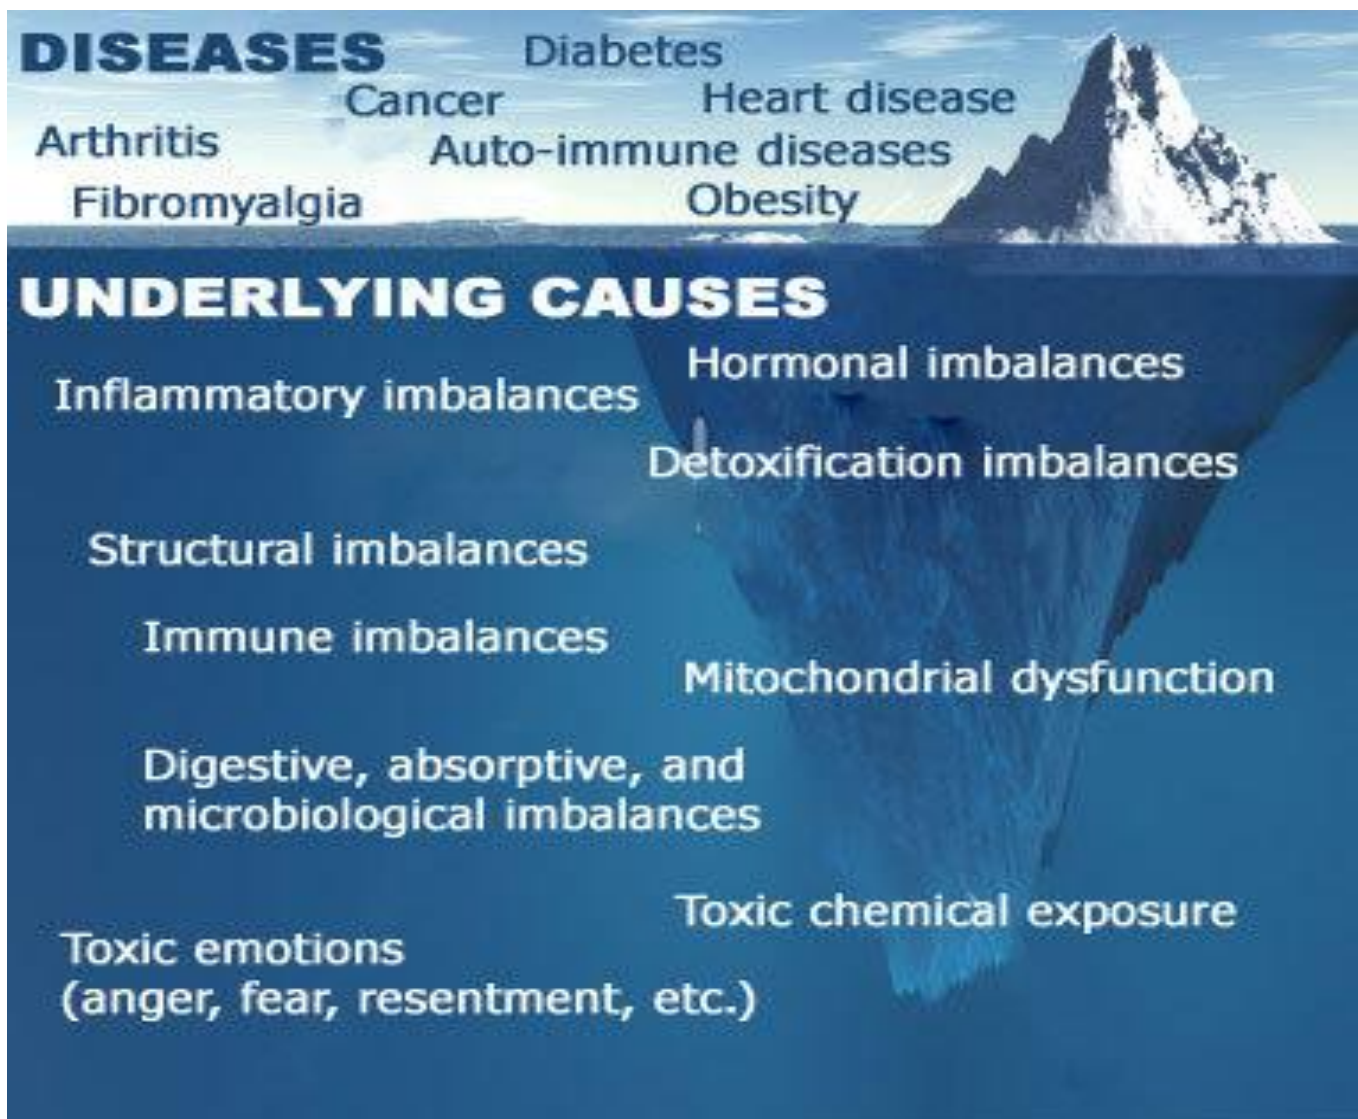 DISEASES
Diabetes
Cancer
Heart disease
Arthritis
Auto-immune diseases
Fibromyalgia
Obesity
UNDERLYING CAUSES
Hormonal imbalances
Inflammatory imbalances
Detoxification imbalances
Structural imbalances
Immune imbalances
Mitochondrial dysfunction
Digestive, absorptive, and
microbiological imbalances
Toxic chemical exposure
Toxic emotions
(anger, fear, resentment, etc.)